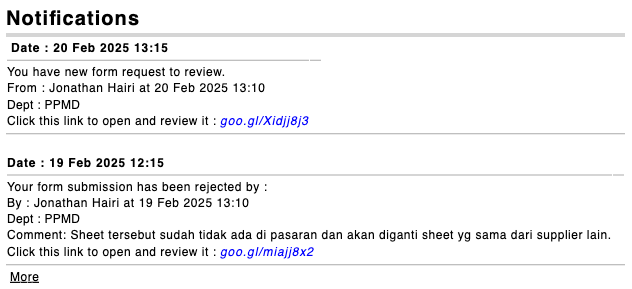 Notifications
Date : 20 Feb 2025 13:15
You have new form request to review.
From : Jonathan Hairi at 20 Feb 2025 13:10
Dept : PPMD
Click this link to open and review it : goo.gl/Xidjj8j3
Date : 19 Feb 2025 12:15
Your form submission has been rejected by :
By : Jonathan Hairi at 19 Feb 2025 13:10
Dept : PPMD
Comment: Sheet tersebut sudah tidak ada di pasaran dan akan diganti sheet yg sama dari supplier lain.
Click this link to open and review it : goo.gl/miajj8x2
More